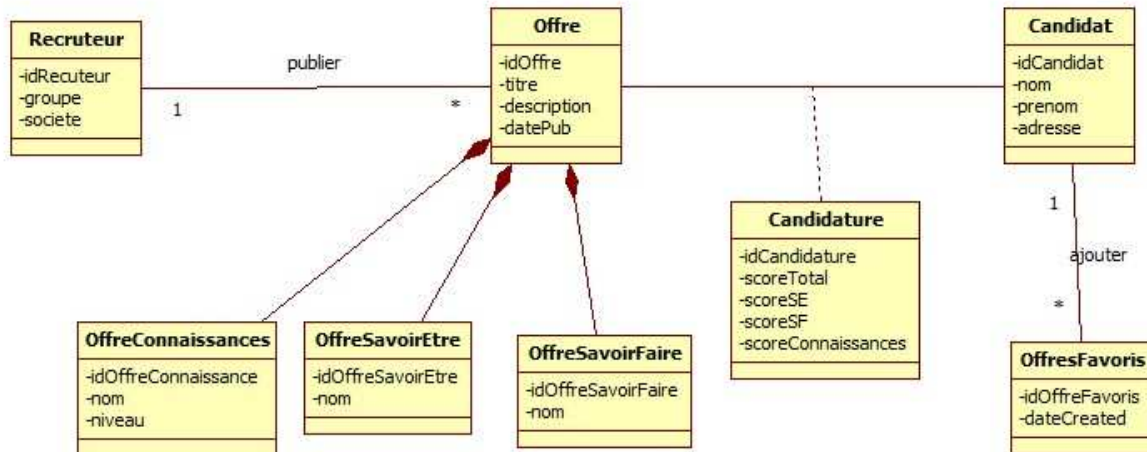 Recruteur
-idRecuteur
-groupe
-societe
publier
1
*
Offre
-idOffre
-titre
-description
-datePub
Candidat
-idCandidat
-nom
-prenom
-adresse
1
ajouter
*
Candidature
-idCandidature
-scoreTotal
-scoreSE
-scoreSF
-scoreConnaissances
OffreConnaissances
-idOffreConnaissance
-nom
-niveau
OffreSavoirEtre
-idOffreSavoirEtre
-nom
OffreSavoirFaire
-idOffreSavoirFaire
-nom
OffresFavoris
-idOffreFavoris
-dateCreated